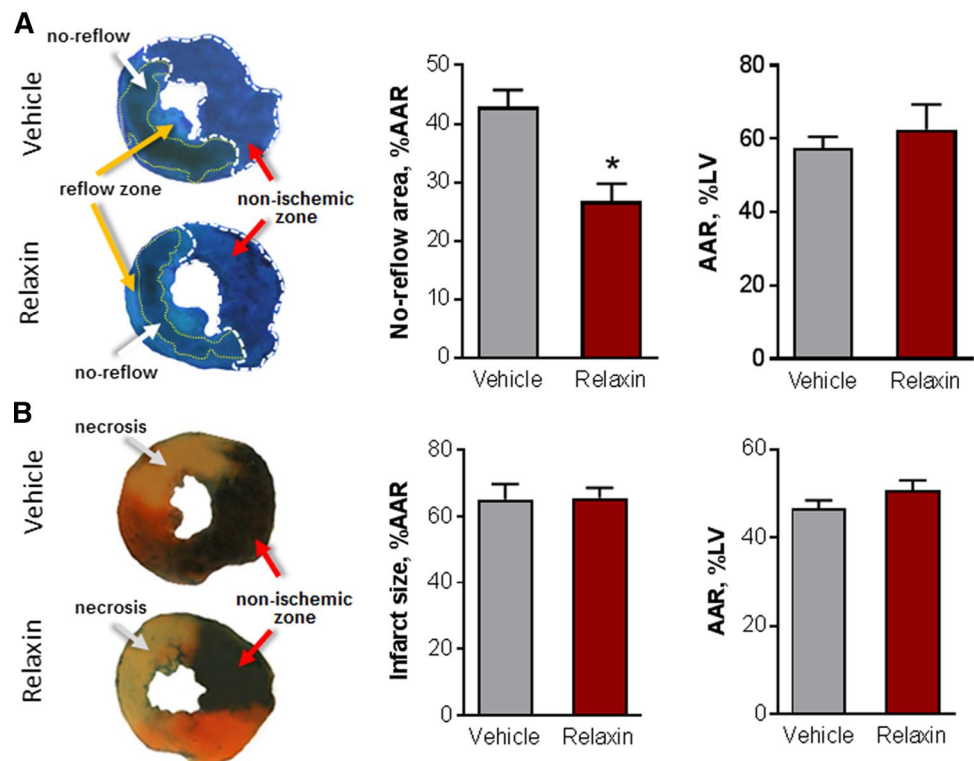 A
Vehicle
Relaxin
no-reflow
reflow zone
non-ischemic
zone
no-reflow
No-reflow area, %AAR
50
40
30
20
10
0
*
Vehicle
Relaxin
AAR, %LV
80
60
40
20
0
Vehicle
Relaxin
B
Vehicle
Relaxin
necrosis
non-ischemic
zone
necrosis
Infarct size, %AAR
80
60
40
20
0
Vehicle
Relaxin
AAR, %LV
60
40
20
0
Vehicle
Relaxin